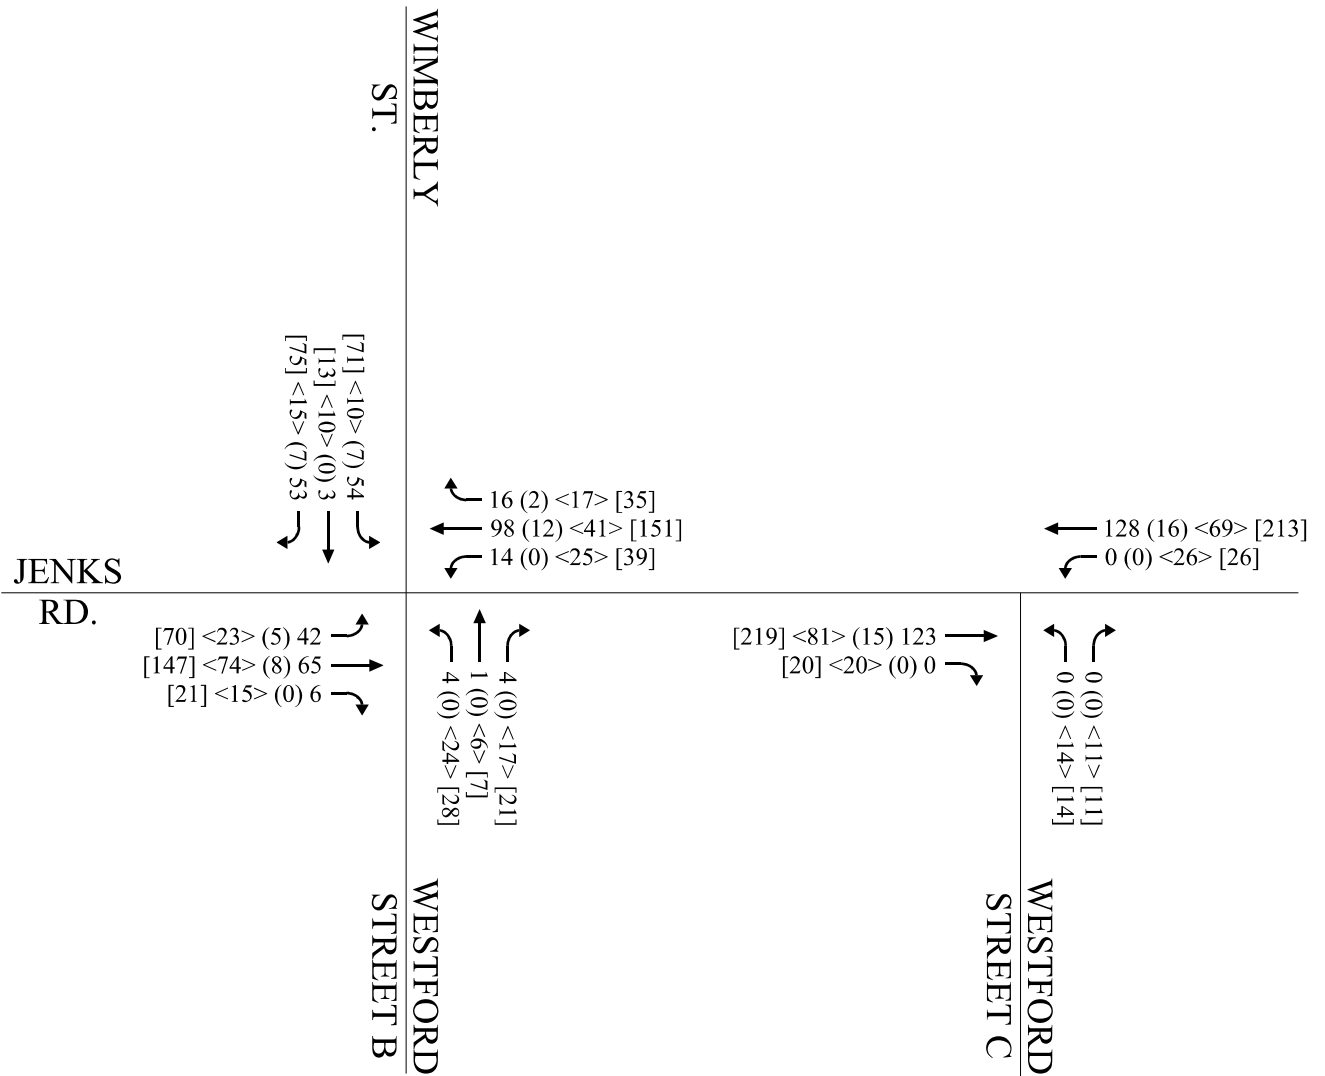 WIMBERLY
ST.
[71] <10> (7) 54
[13] <10> (0) 3
[75] <15> (7) 53
16 (2) <17> [35]
98 (12) <41> [151]
14 (0) <25> [39]
128 (16) <69> [213]
0 (0) <26> [26]
JENKS
RD.
[70] <23> (5) 42
[147] <74> (8) 65
[21] <15> (0) 6
4 (0) <17> [21]
1 (0) <6> [7]
4 (0) <24> [28]
[219] <81> (15) 123
[20] <20> (0) 0
0 (0) <11> [11]
0 (0) <14> [14]
WESTFORD
STREET B
WESTFORD
STREET C